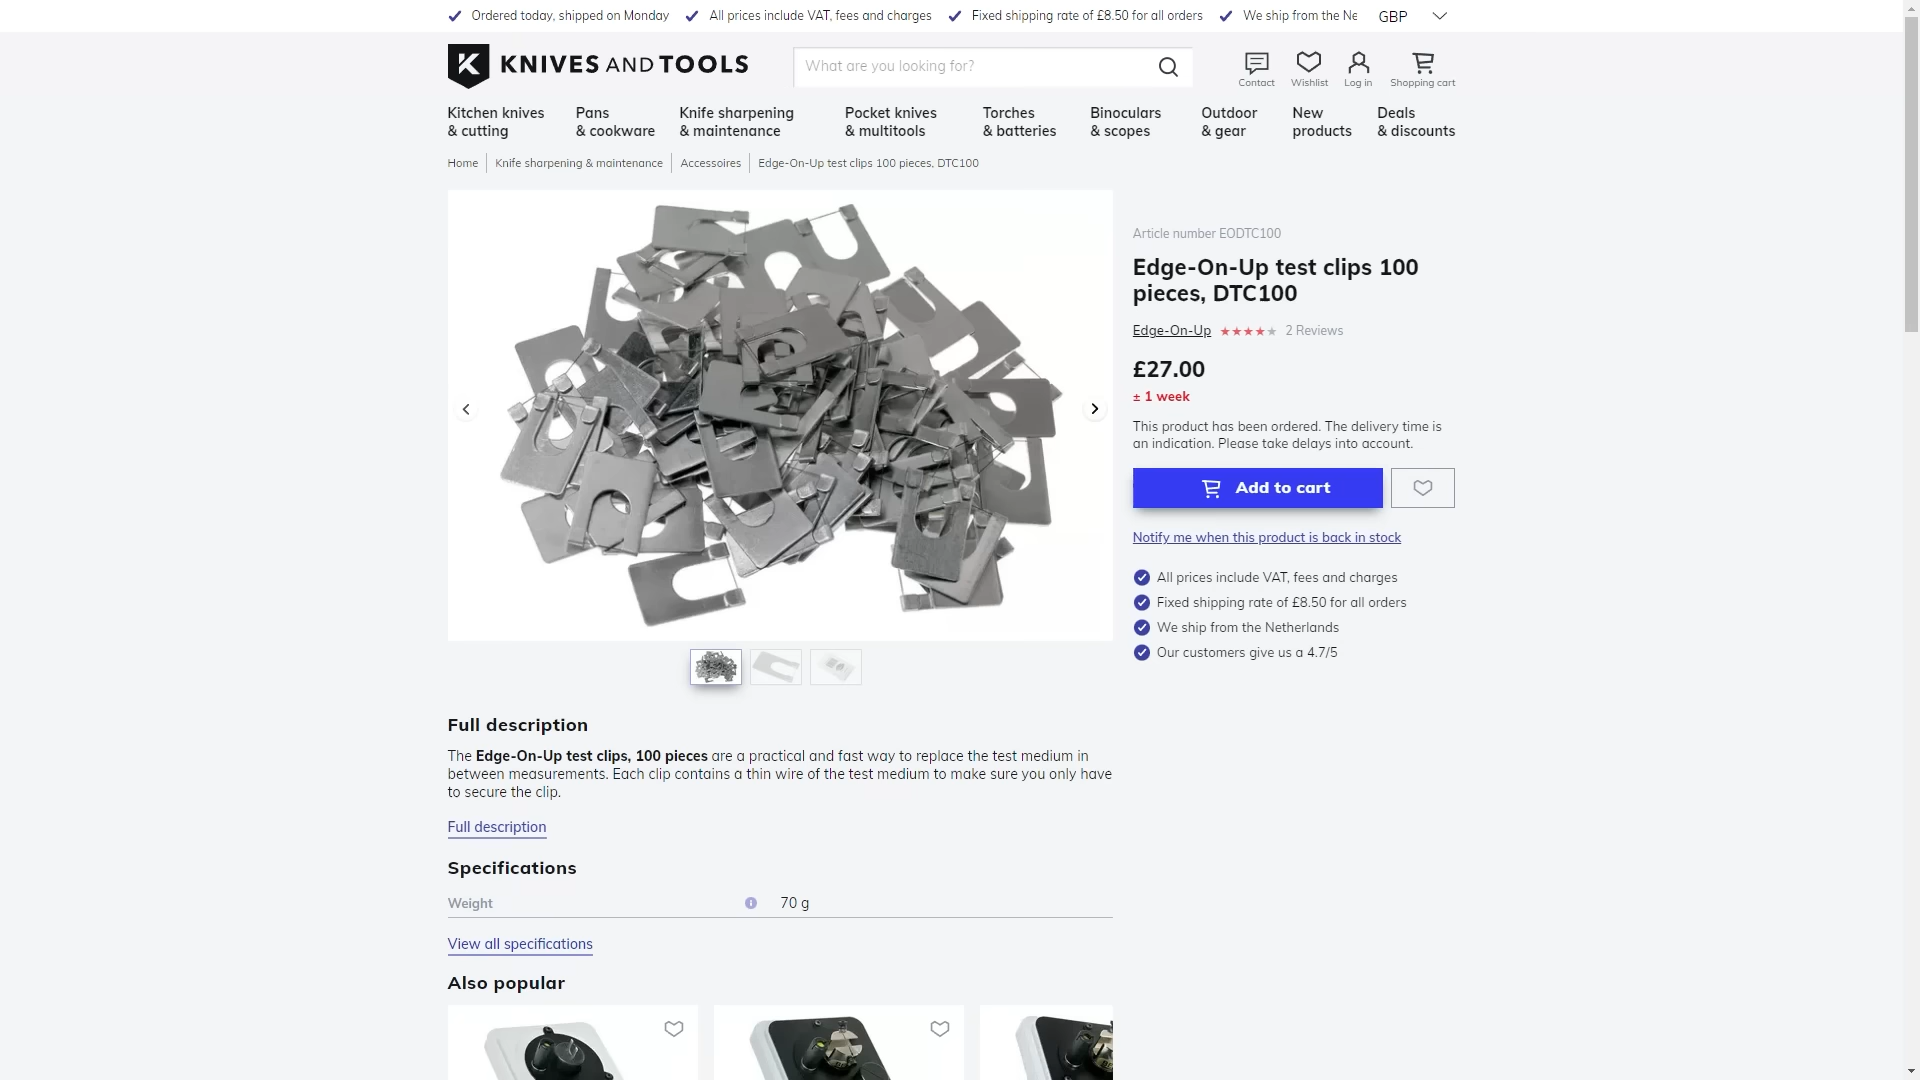 Ordered today, shipped on Monday All prices include VAT, fees and charges Fixed shipping rate of £8.50 for all orders We ship from the Ne GBP
KNIVES AND TOOLS
What are you looking for?
Contact Wishlist Log in Shopping cart
Kitchen knives & cutting
Pans & cookware
Knife sharpening & maintenance
Pocket knives & multitools
Torches & batteries
Binoculars & scopes
Outdoor & gear
New products
Deals & discounts
Home Knife sharpening & maintenance Accessoires Edge-On-Up test clips 100 pieces, DTC100
Article number EODTC100
Edge-On-Up test clips 100
pieces, DTC100
Edge-On-Up 2 Reviews
£27.00
± 1 week
This product has been ordered. The delivery time is
an indication. Please take delays into account.
Add to cart
Notify me when this product is back in stock
All prices include VAT, fees and charges
Fixed shipping rate of £8.50 for all orders
We ship from the Netherlands
Our customers give us a 4.7/5
Full description
The Edge-On-Up test clips, 100 pieces are a practical and fast way to replace the test medium in
between measurements. Each clip contains a thin wire of the test medium to make sure you only have
to secure the clip.
Full description
Specifications
Weight 70 g
View all specifications
Also popular